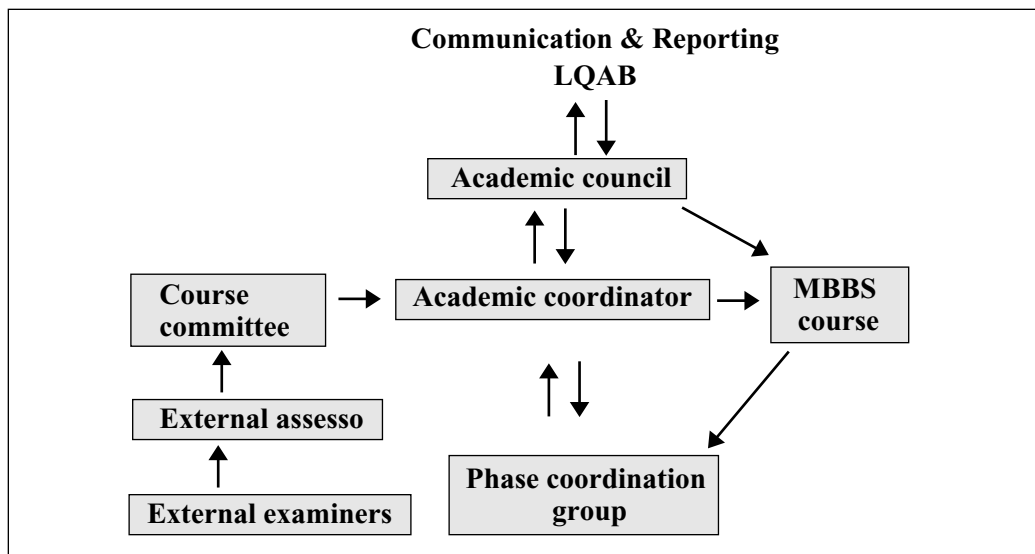 Communication & Reporting
LQAB
Academic council
Course
committee
Academic coordinator
MBBS
course
External assesso
Phase coordination
group
External examiners